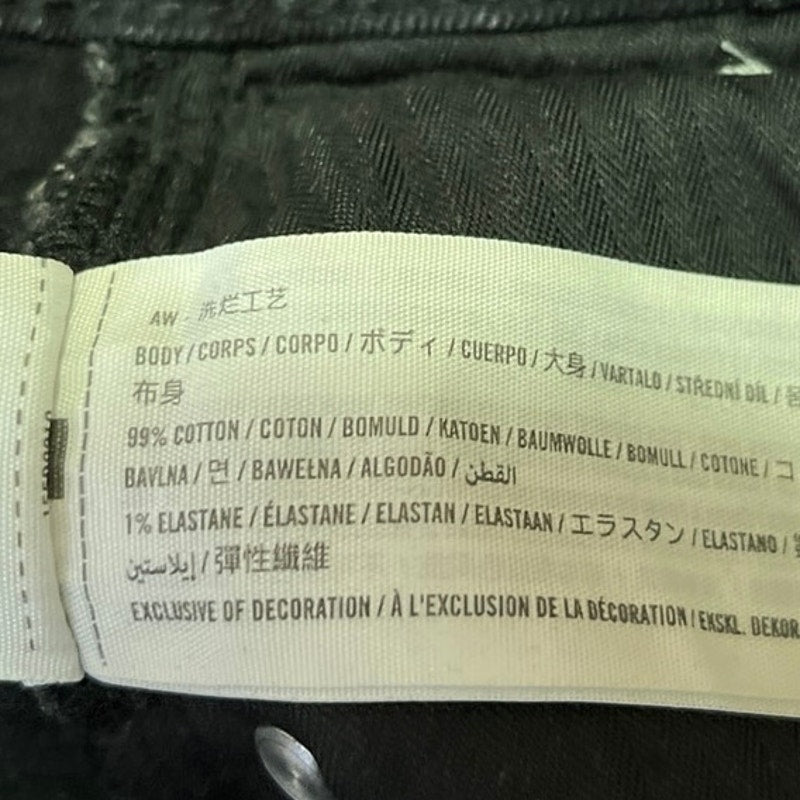 AW - 洗烂工艺
BODY / CORPS / CORPO / ボディ / CUERPO / 大身 / VARTALO / STŘEDNÍ DÍL /
布身
99% COTTON / COTON / BOMULD / KATOEN / BAUMWOLLE / BOMULL / COTONE / コ
BAVLNA / 면 / BAWEŁNA / ALGODÃO / القطن
1% ELASTANE / ÉLASTANE / ELASTAN / ELASTAAN / エラスタン / ELASTANO /
إيلاستين / 彈性纖維
EXCLUSIVE OF DECORATION / À L'EXCLUSION DE LA DÉCORATION / EKSKL. DEKOR